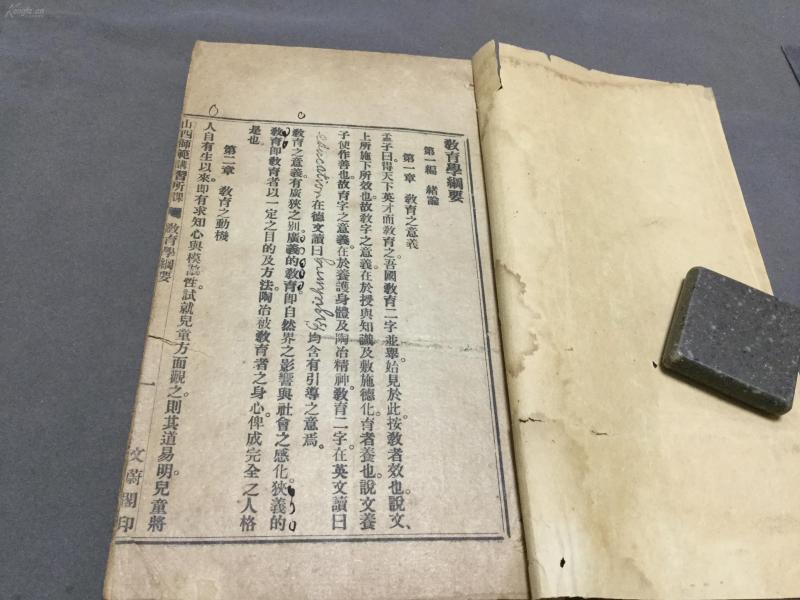 教育學綱要
第一編 緒論
第一章 教育之意義
孟子曰得天下英才而教育之。吾國教育二字並舉始見於此按教者效也。說文、
上所施下所效也。故教字之意義。在於授與知識及敷施德化。育者養也。說文養
子使作善也。故育字之意義。在於養護身體及陶冶精神。教育二字。在英文讀曰
education在德文讀曰 均含有引導之意焉。
教育之意義有廣狹之別。廣義的教育即自然界之影響與社會之感化。狹義的
教育即教育者以一定之目的及方法。陶冶被教育者之身心。俾成完全之人格
是也。
第二章 教育之動機
人自有生以來。即有求知心與模倣性。試就兒童方面觀之。則其道易明。兒童將
山西師範講習所課 教育學綱要
文蔚閣印
Kongfz.cn